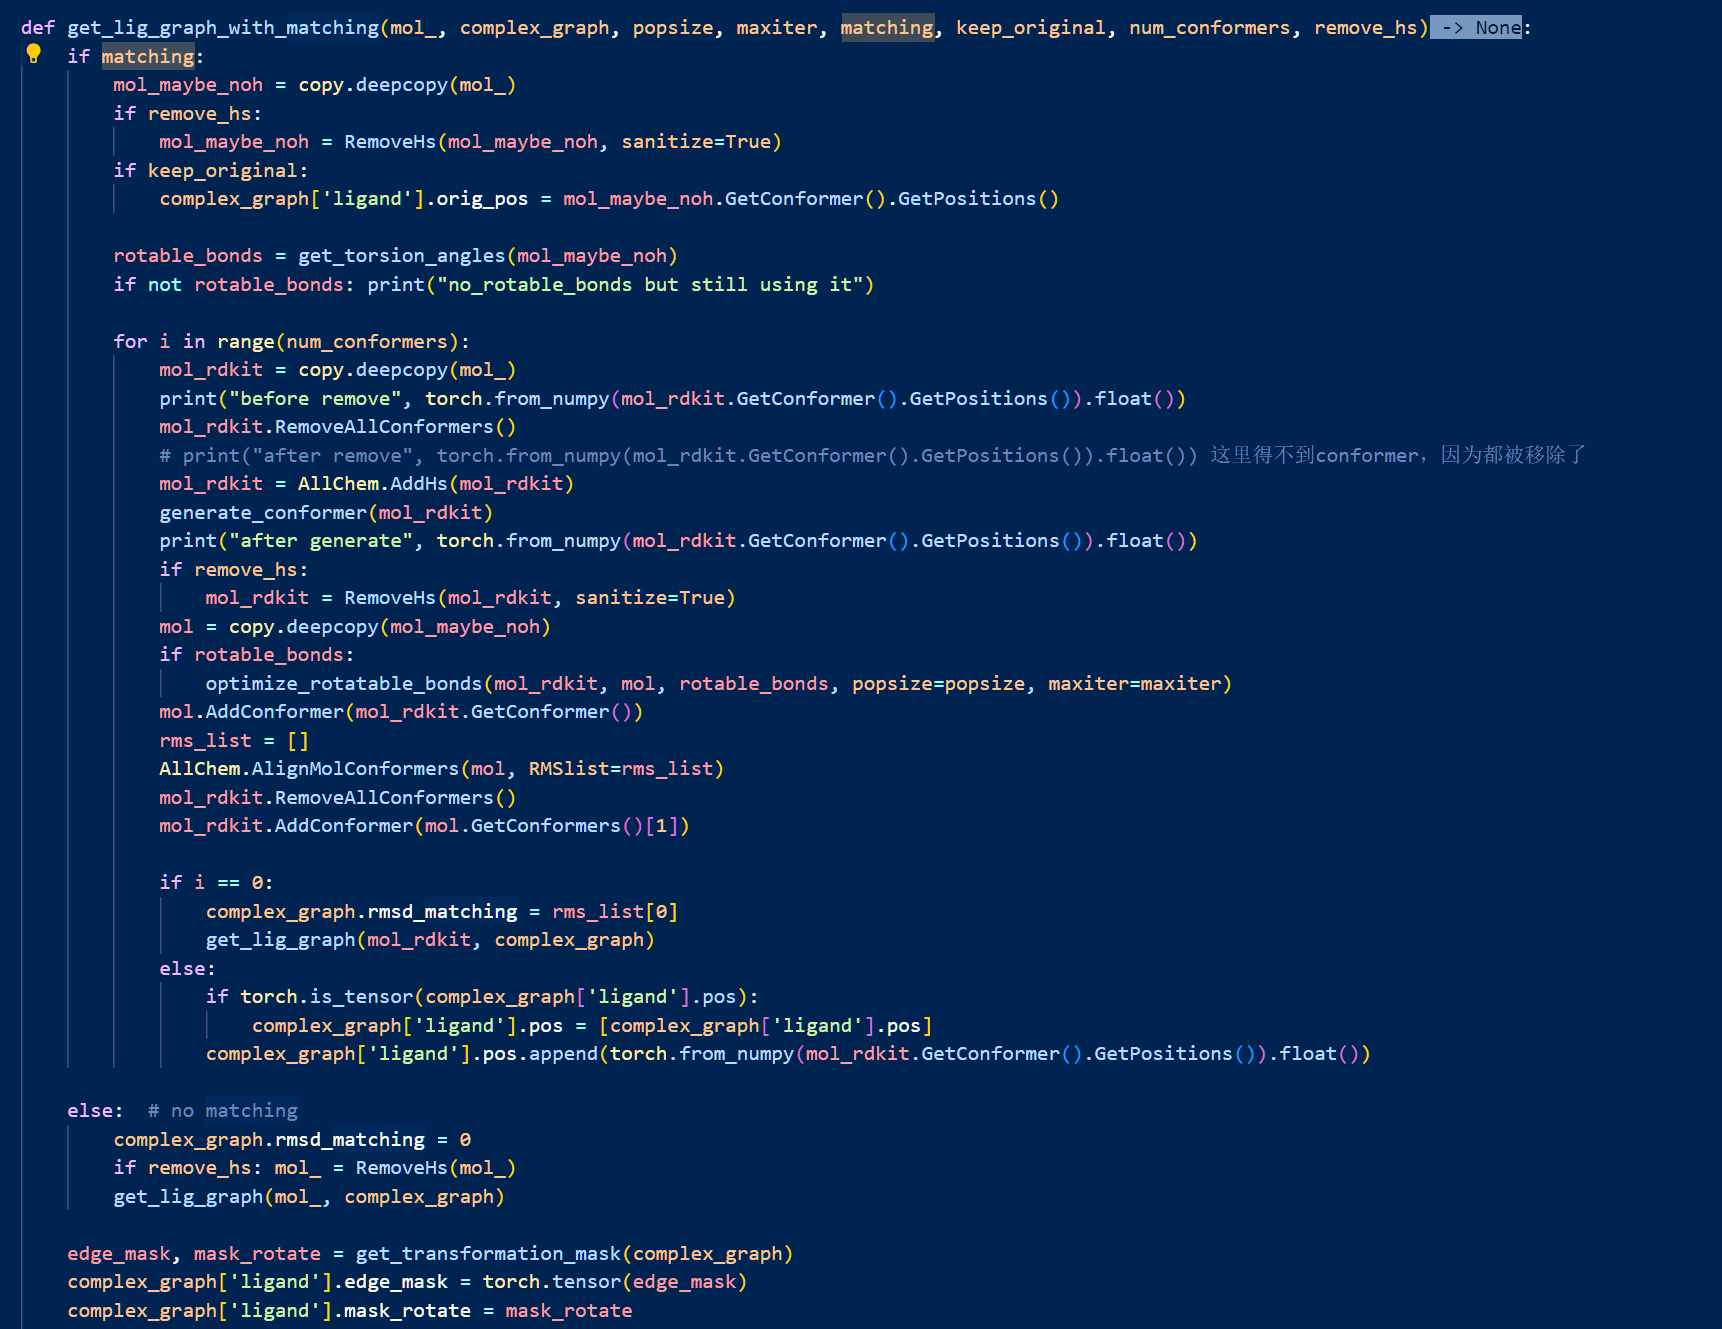 def get_lig_graph_with_matching(mol_, complex_graph, popsize, maxiter, matching, keep_original, num_conformers, remove_hs) -> None:
    if matching:
        mol_maybe_noh = copy.deepcopy(mol_)
        if remove_hs:
            mol_maybe_noh = RemoveHs(mol_maybe_noh, sanitize=True)
        if keep_original:
            complex_graph['ligand'].orig_pos = mol_maybe_noh.GetConformer().GetPositions()
        rotable_bonds = get_torsion_angles(mol_maybe_noh)
        if not rotable_bonds: print("no_rotable_bonds but still using it")
        for i in range(num_conformers):
            mol_rdkit = copy.deepcopy(mol_)
            print("before remove", torch.from_numpy(mol_rdkit.GetConformer().GetPositions()).float())
            mol_rdkit.RemoveAllConformers()
            # print("after remove", torch.from_numpy(mol_rdkit.GetConformer().GetPositions()).float()) 这里得不到conformer，因为都被移除了
            mol_rdkit = AllChem.AddHs(mol_rdkit)
            generate_conformer(mol_rdkit)
            print("after generate", torch.from_numpy(mol_rdkit.GetConformer().GetPositions()).float())
            if remove_hs:
                mol_rdkit = RemoveHs(mol_rdkit, sanitize=True)
            mol = copy.deepcopy(mol_maybe_noh)
            if rotable_bonds:
                optimize_rotatable_bonds(mol_rdkit, mol, rotable_bonds, popsize=popsize, maxiter=maxiter)
            mol.AddConformer(mol_rdkit.GetConformer())
            rms_list = []
            AllChem.AlignMolConformers(mol, RMSlist=rms_list)
            mol_rdkit.RemoveAllConformers()
            mol_rdkit.AddConformer(mol.GetConformers()[1])
            if i == 0:
                complex_graph.rmsd_matching = rms_list[0]
                get_lig_graph(mol_rdkit, complex_graph)
            else:
                if torch.is_tensor(complex_graph['ligand'].pos):
                    complex_graph['ligand'].pos = [complex_graph['ligand'].pos]
                complex_graph['ligand'].pos.append(torch.from_numpy(mol_rdkit.GetConformer().GetPositions()).float())
    else:  # no matching
        complex_graph.rmsd_matching = 0
        if remove_hs: mol_ = RemoveHs(mol_)
        get_lig_graph(mol_, complex_graph)
    edge_mask, mask_rotate = get_transformation_mask(complex_graph)
    complex_graph['ligand'].edge_mask = torch.tensor(edge_mask)
    complex_graph['ligand'].mask_rotate = mask_rotate